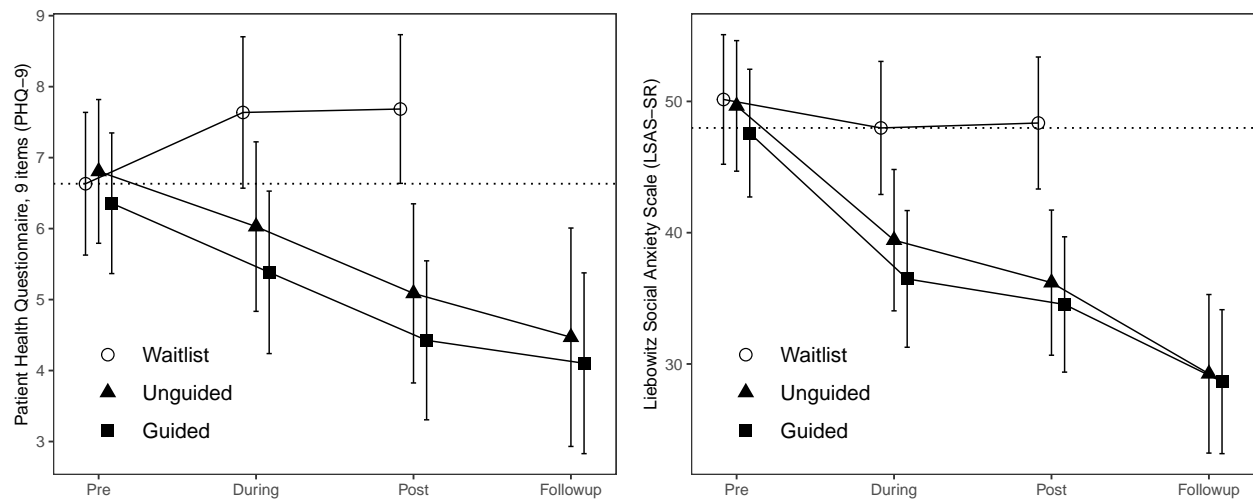 Patient Health Questionnaire, 9 items (PHQ−9)
9
8
7
6
5
4
3
Waitlist
Unguided
Guided
Pre During Post Followup
Liebowitz Social Anxiety Scale (LSAS−SR)
50
40
30
Waitlist
Unguided
Guided
Pre During Post Followup